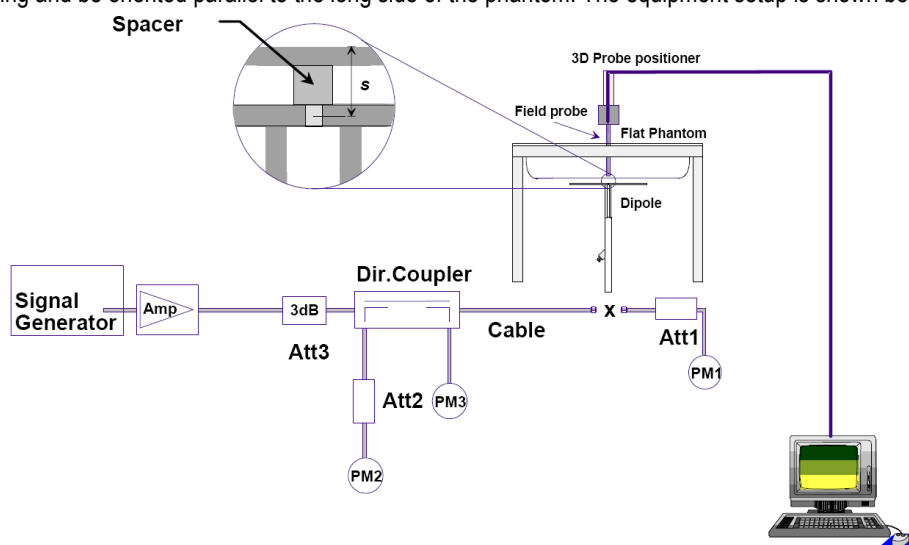 ing and be oriented parallel to the long side of the phantom. The equipment setup is shown be
Spacer
s
3D Probe positioner
Field probe
Flat Phantom
Dipole
Signal
Generator
Amp
3dB
Att3
Dir.Coupler
Cable
X
Att1
PM1
Att2
PM3
PM2